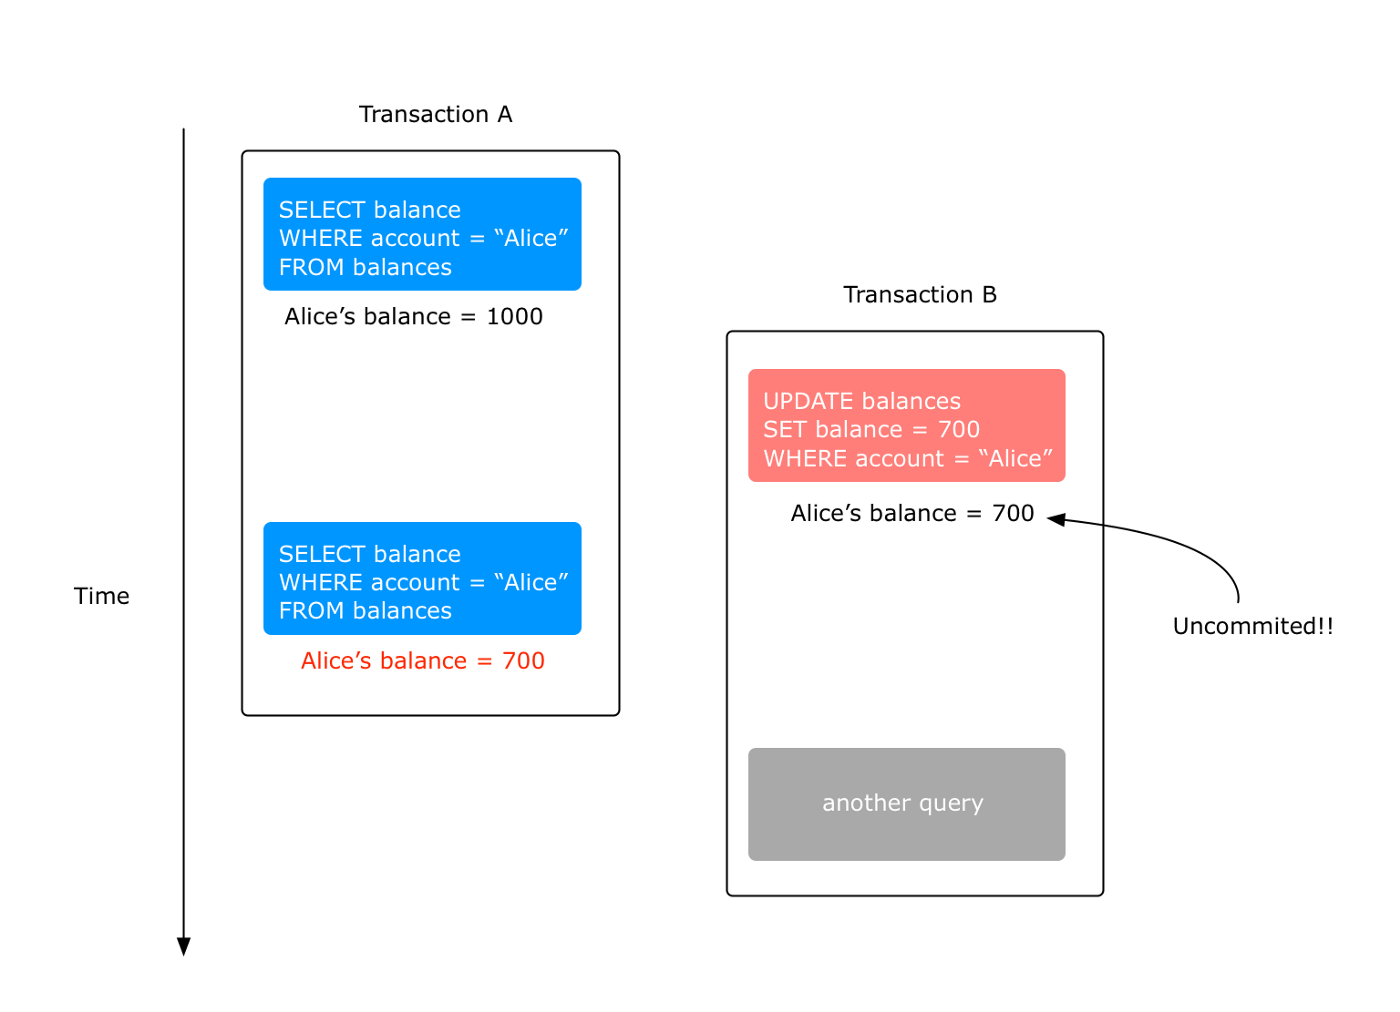 Transaction A
SELECT balance
WHERE account = “Alice”
FROM balances
Alice’s balance = 1000
Transaction B
UPDATE balances
SET balance = 700
WHERE account = “Alice”
Alice’s balance = 700
SELECT balance
WHERE account = “Alice”
FROM balances
Time
Uncommited!!
Alice’s balance = 700
another query